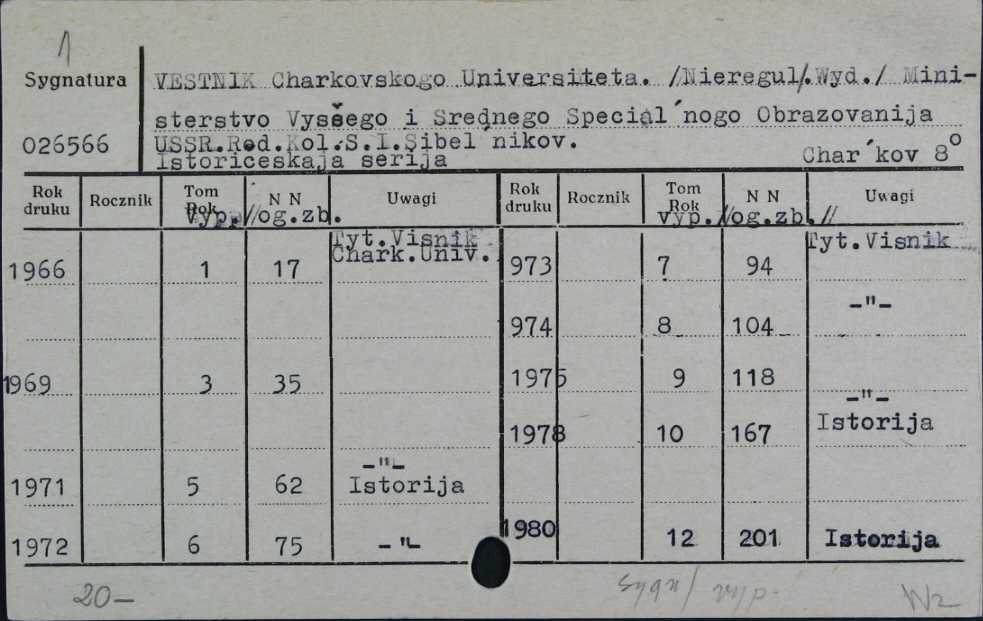 1
Sygnatura
VESTNIK Charkovskogo Universiteta. /Nieregul/.Wyd./ Mini-
sterstvo Vysšego i Srednego Special´nogo Obrazovanija
026566
USSR.Red.Kol.S.I.Sibel´nikov.
Istoriceskaja serija Char´kov 8°
Rok druku Rocznik Tom Rok N N Uwagi Rok druku Rocznik Tom Rok N N Uwagi
vyp.//og.zb. vyp.//og.zb.//
Tyt.Visnik Tyt.Visnik
Chark.Univ.
1966 1 17 973 7 94
-"-
974 8 104
1969 3 35 1975 9 118
-"-
1978 10 167 Istorija
-"-
1971 5 62 Istorija
1972 6 75 -"- 1980 12 201 Istorija
20-
sygn/ vyp.